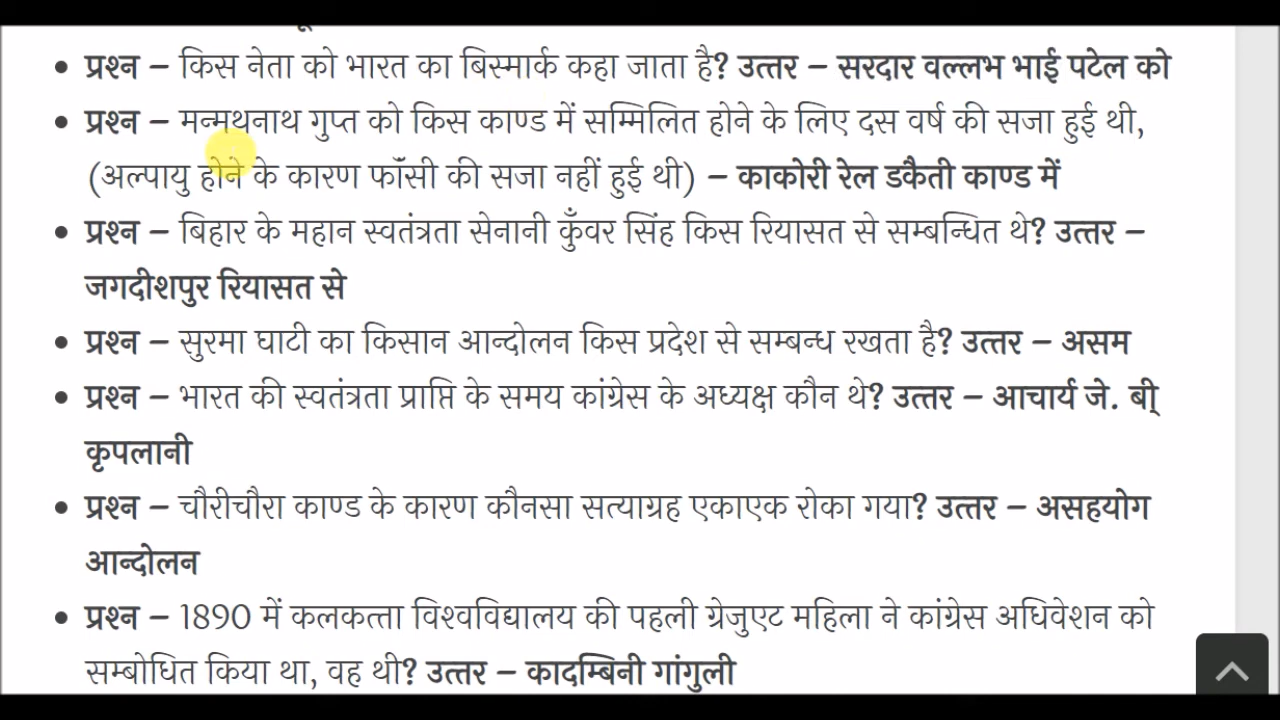 प्रश्न – किस नेता को भारत का बिस्मार्क कहा जाता है? उत्तर – सरदार वल्लभ भाई पटेल को
प्रश्न – मन्मथनाथ गुप्त को किस काण्ड में सम्मिलित होने के लिए दस वर्ष की सजा हुई थी,
(अल्पायु होने के कारण फाँसी की सजा नहीं हुई थी) – काकोरी रेल डकैती काण्ड में
प्रश्न – बिहार के महान स्वतंत्रता सेनानी कुँवर सिंह किस रियासत से सम्बन्धित थे? उत्तर –
जगदीशपुर रियासत से
प्रश्न – सुरमा घाटी का किसान आन्दोलन किस प्रदेश से सम्बन्ध रखता है? उत्तर – असम
प्रश्न – भारत की स्वतंत्रता प्राप्ति के समय कांग्रेस के अध्यक्ष कौन थे? उत्तर – आचार्य जे. बी्
कृपलानी
प्रश्न – चौरीचौरा काण्ड के कारण कौनसा सत्याग्रह एकाएक रोका गया? उत्तर – असहयोग
आन्दोलन
प्रश्न – 1890 में कलकत्ता विश्वविद्यालय की पहली ग्रेजुएट महिला ने कांग्रेस अधिवेशन को
सम्बोधित किया था, वह थी? उत्तर – कादम्बिनी गांगुली